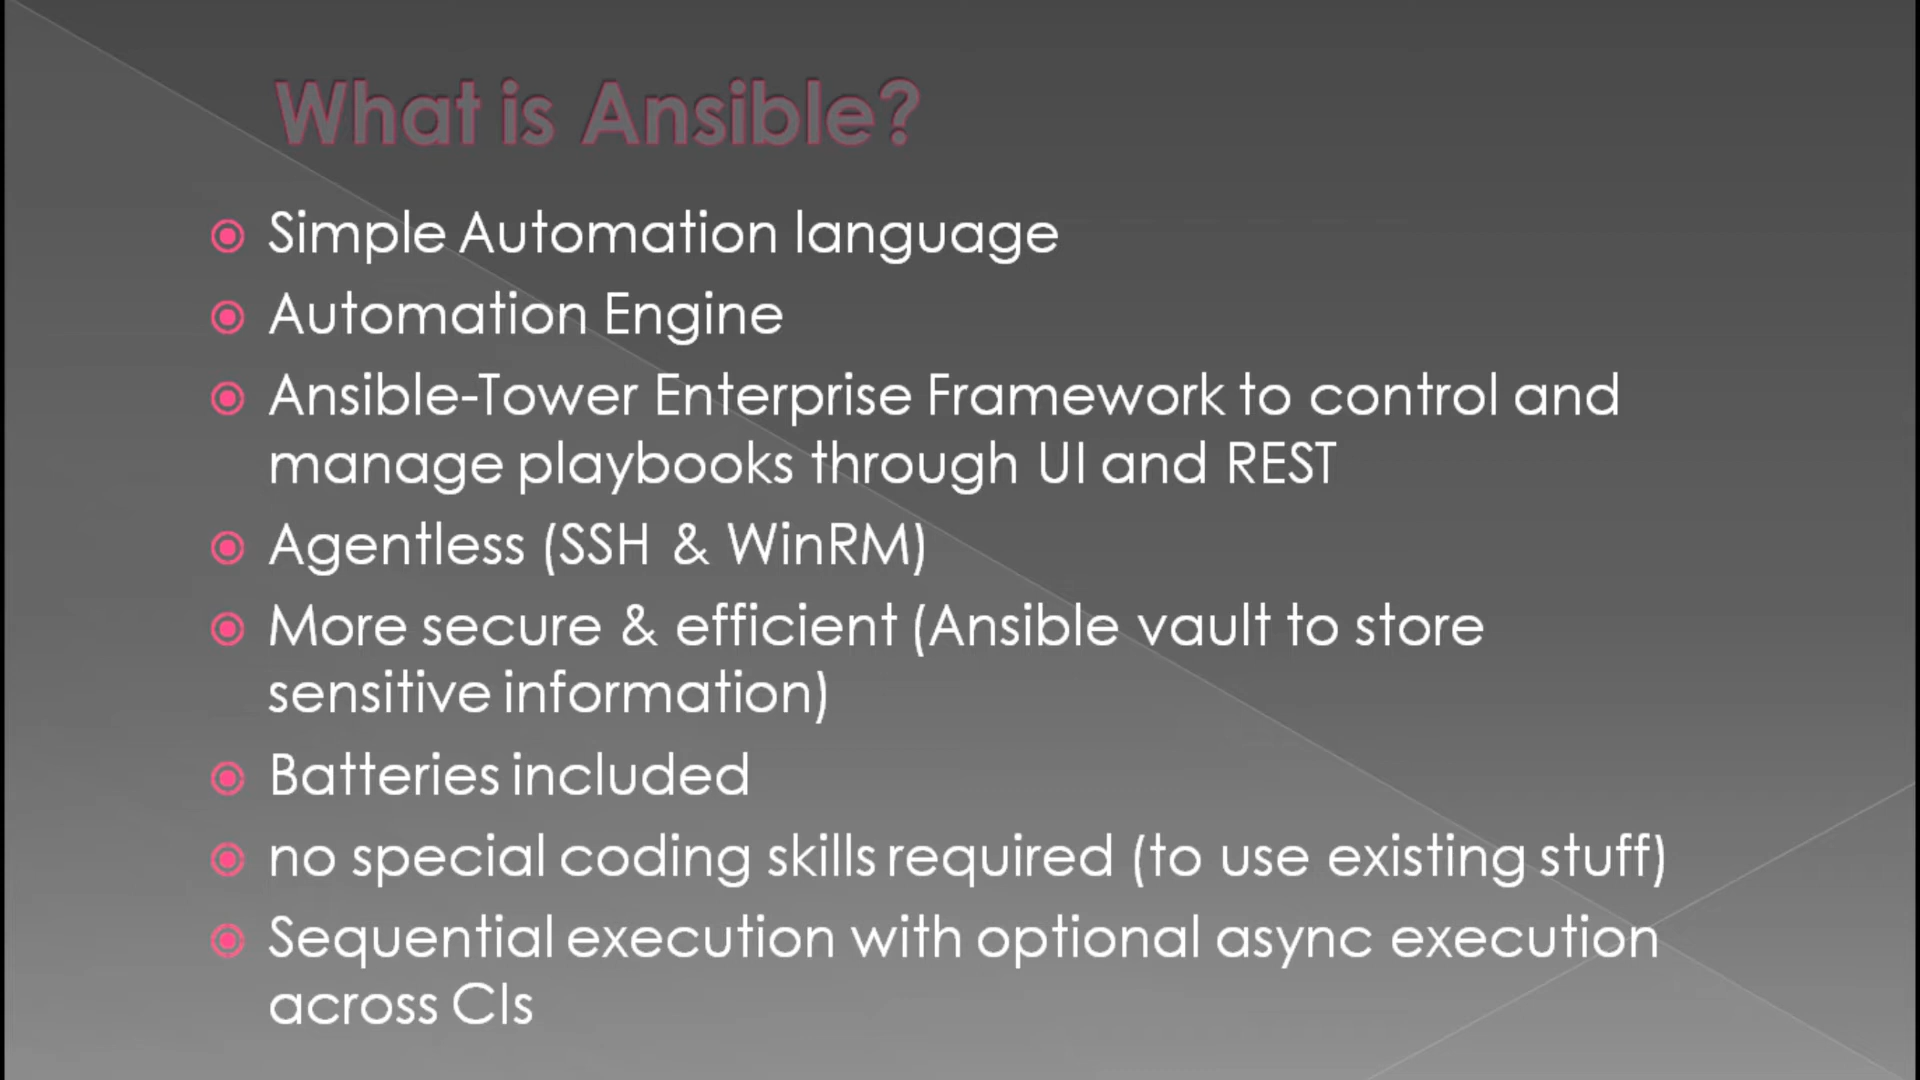 What is Ansible?
Simple Automation language
Automation Engine
Ansible-Tower Enterprise Framework to control and
manage playbooks through UI and REST
Agentless (SSH & WinRM)
More secure & efficient (Ansible vault to store
sensitive information)
Batteries included
no special coding skills required (to use existing stuff)
Sequential execution with optional async execution
across CIs